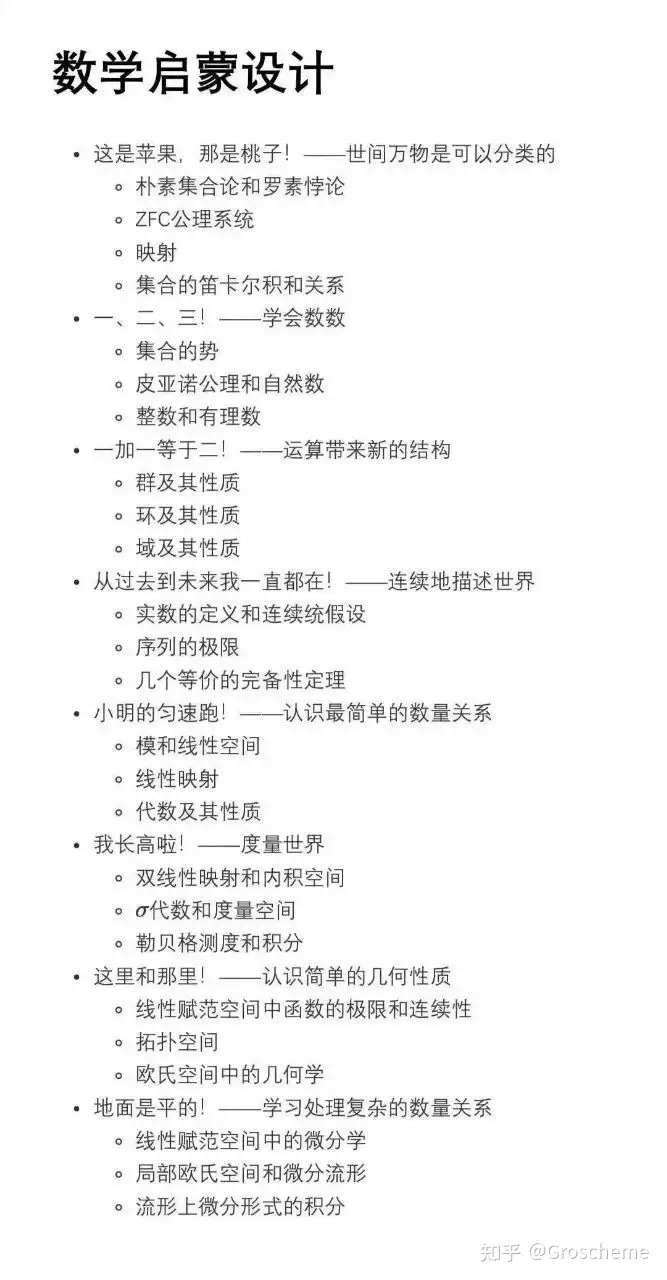 数学启蒙设计
• 这是苹果，那是桃子！——世间万物是可以分类的
∘ 朴素集合论和罗素悖论
∘ ZFC公理系统
∘ 映射
∘ 集合的笛卡尔积和关系
• 一、二、三！——学会数数
∘ 集合的势
∘ 皮亚诺公理和自然数
∘ 整数和有理数
• 一加一等于二！——运算带来新的结构
∘ 群及其性质
∘ 环及其性质
∘ 域及其性质
• 从过去到未来我一直都在！——连续地描述世界
∘ 实数的定义和连续统假设
∘ 序列的极限
∘ 几个等价的完备性定理
• 小明的匀速跑！——认识最简单的数量关系
∘ 模和线性空间
∘ 线性映射
∘ 代数及其性质
• 我长高啦！——度量世界
∘ 双线性映射和内积空间
∘ σ代数和度量空间
∘ 勒贝格测度和积分
• 这里和那里！——认识简单的几何性质
∘ 线性赋范空间中函数的极限和连续性
∘ 拓扑空间
∘ 欧氏空间中的几何学
• 地面是平的！——学习处理复杂的数量关系
∘ 线性赋范空间中的微分学
∘ 局部欧氏空间和微分流形
∘ 流形上微分形式的积分
知乎 @Groscheme